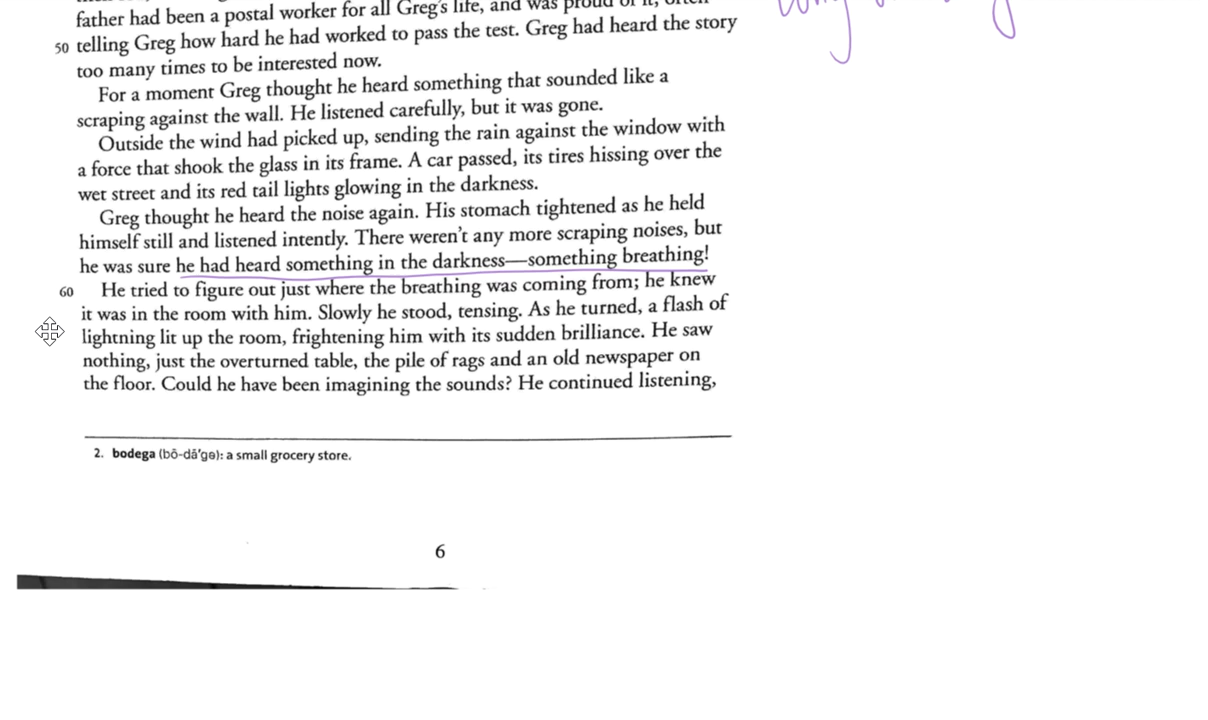 father had been a postal worker for all Greg's life, and was proud of it, often
50 telling Greg how hard he had worked to pass the test. Greg had heard the story
too many times to be interested now.
For a moment Greg thought he heard something that sounded like a
scraping against the wall. He listened carefully, but it was gone.
Outside the wind had picked up, sending the rain against the window with
a force that shook the glass in its frame. A car passed, its tires hissing over the
wet street and its red tail lights glowing in the darkness.
Greg thought he heard the noise again. His stomach tightened as he held
himself still and listened intently. There weren't any more scraping noises, but
he was sure he had heard something in the darkness—something breathing!
60 He tried to figure out just where the breathing was coming from; he knew
it was in the room with him. Slowly he stood, tensing. As he turned, a flash of
lightning lit up the room, frightening him with its sudden brilliance. He saw
nothing, just the overturned table, the pile of rags and an old newspaper on
the floor. Could he have been imagining the sounds? He continued listening,
2. bodega (bō-dā'gə): a small grocery store.
6